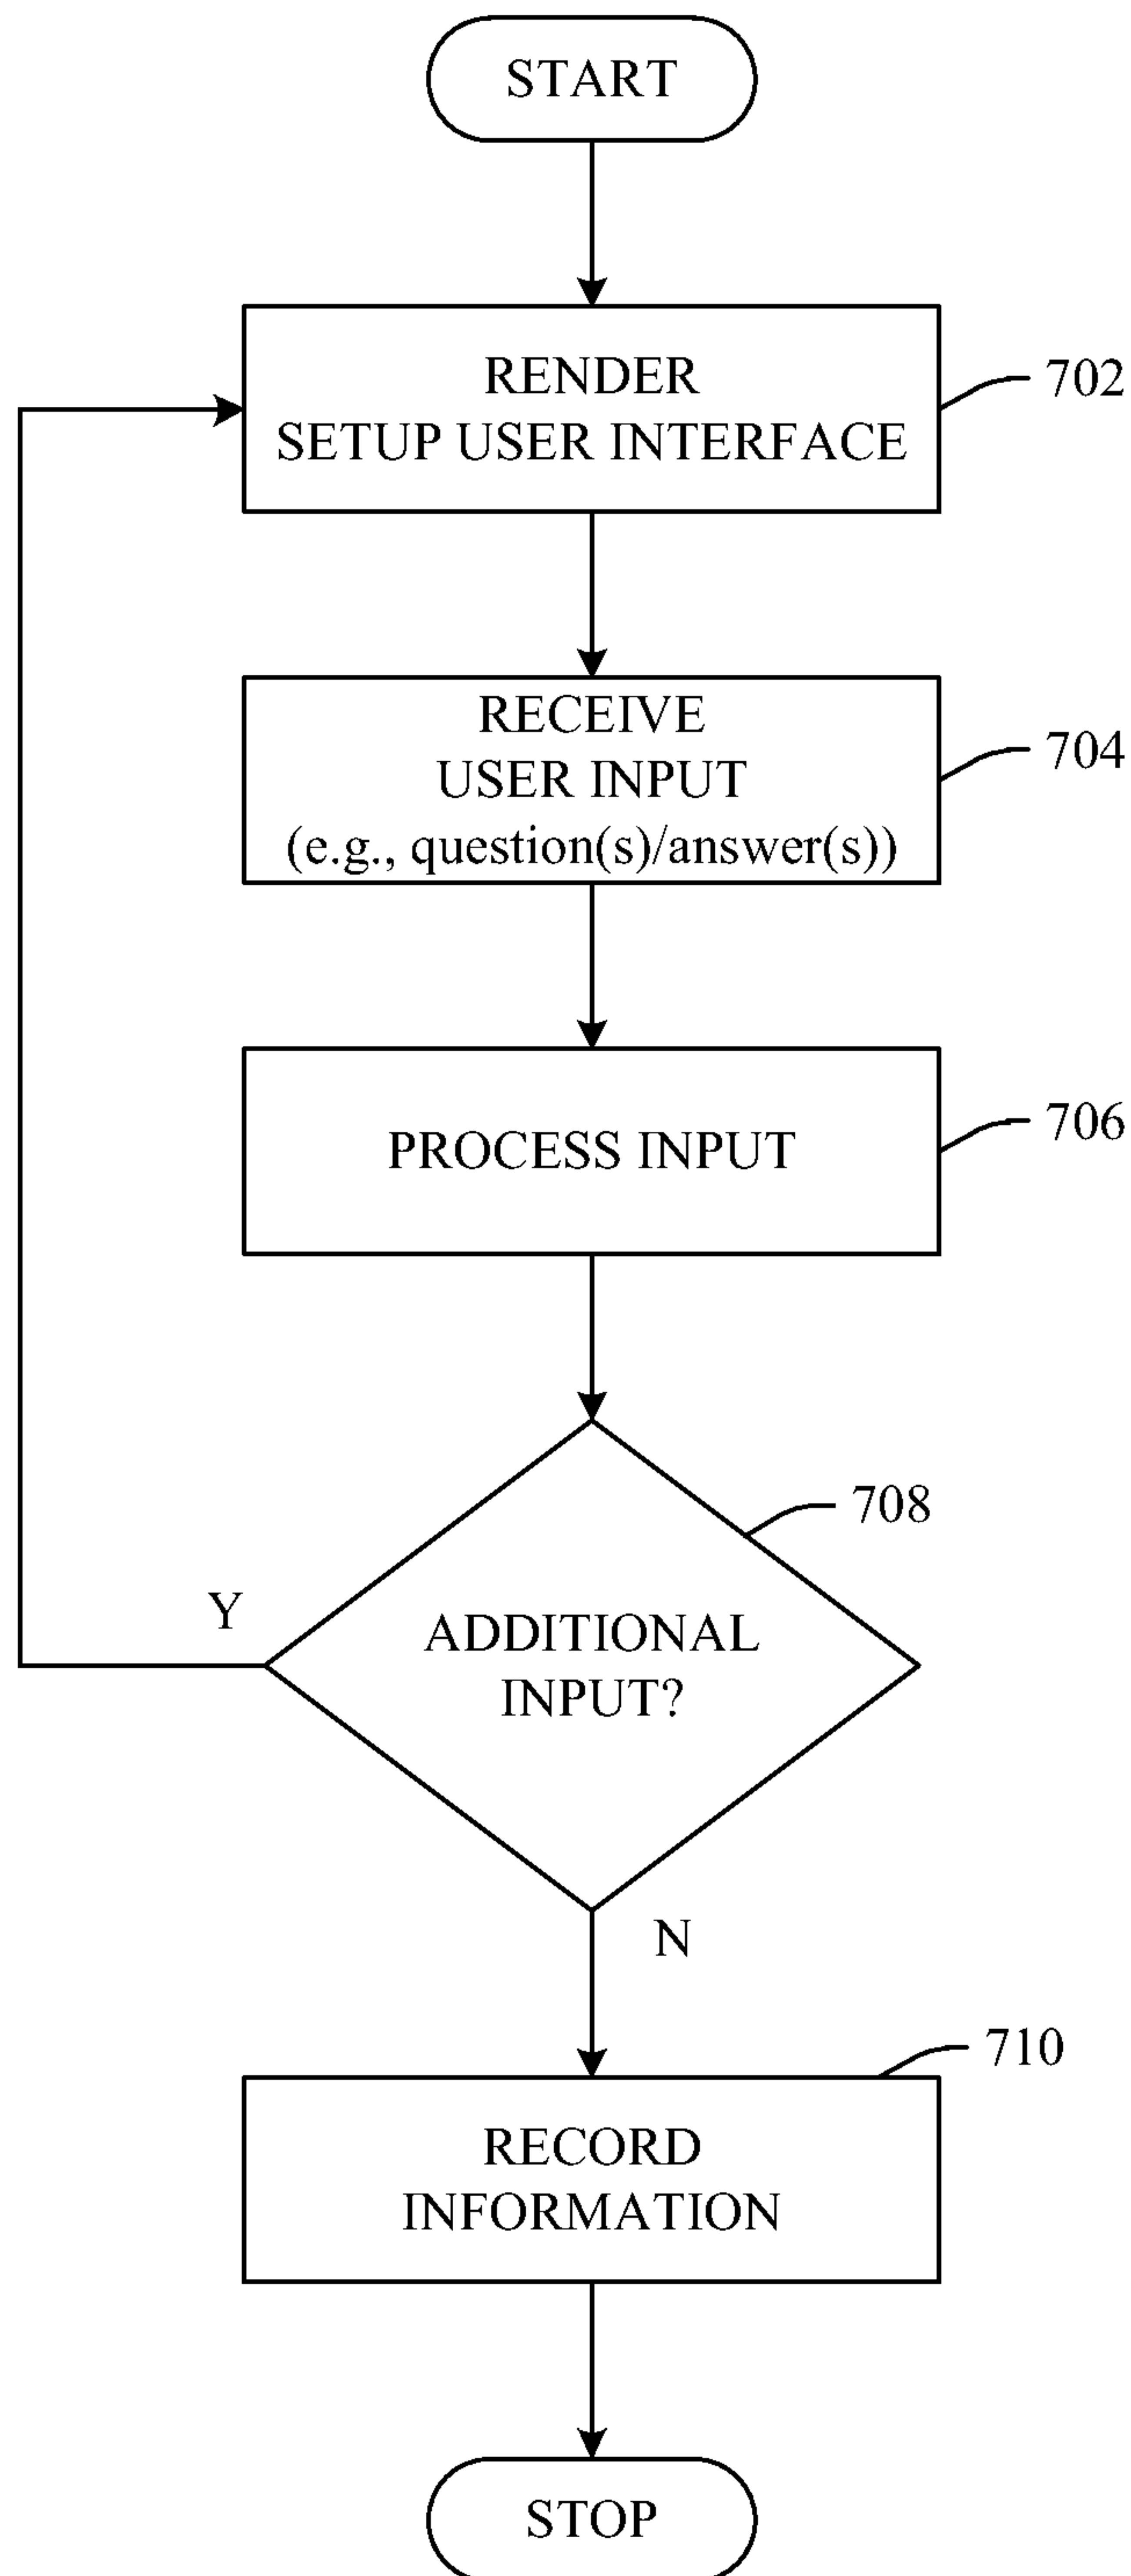 START
RENDER
SETUP USER INTERFACE
702
RECEIVE
USER INPUT
(e.g., question(s)/answer(s))
704
PROCESS INPUT
706
708
Y
ADDITIONAL
INPUT?
N
710
RECORD
INFORMATION
STOP